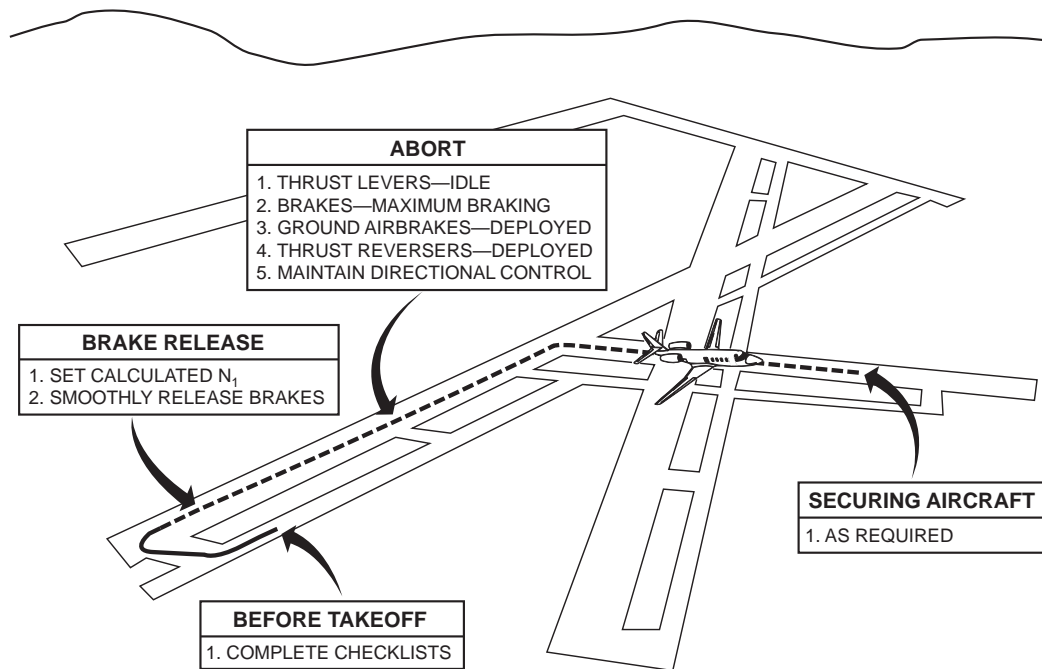 ABORT
1. THRUST LEVERS—IDLE
2. BRAKES—MAXIMUM BRAKING
3. GROUND AIRBRAKES—DEPLOYED
4. THRUST REVERSERS—DEPLOYED
5. MAINTAIN DIRECTIONAL CONTROL
BRAKE RELEASE
1. SET CALCULATED N₁
2. SMOOTHLY RELEASE BRAKES
SECURING AIRCRAFT
1. AS REQUIRED
BEFORE TAKEOFF
1. COMPLETE CHECKLISTS